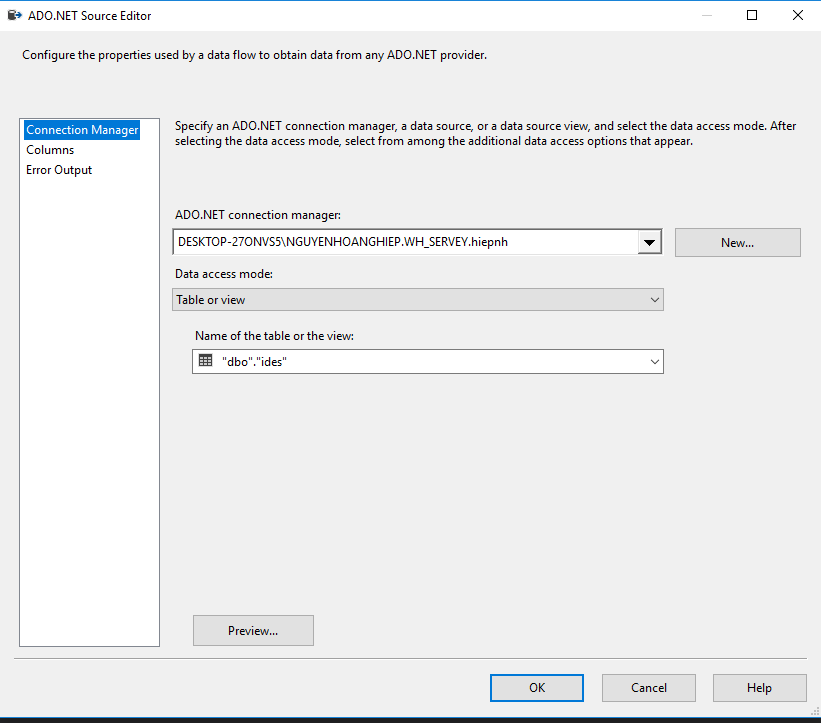 ADO.NET Source Editor
Configure the properties used by a data flow to obtain data from any ADO.NET provider.
Connection Manager
Columns
Error Output
Specify an ADO.NET connection manager, a data source, or a data source view, and select the data access mode. After
selecting the data access mode, select from among the additional data access options that appear.
ADO.NET connection manager:
DESKTOP-27ONVS5\NGUYENHOANGHIEP.WH_SERVEY.hiepnh
New...
Data access mode:
Table or view
Name of the table or the view:
"dbo"."ides"
Preview...
OK
Cancel
Help